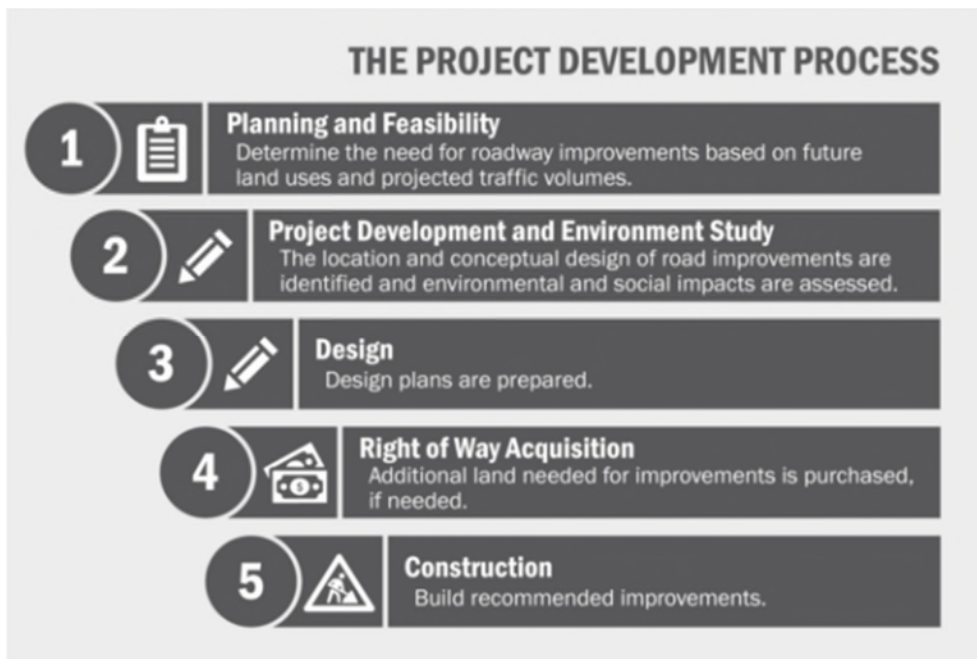 THE PROJECT DEVELOPMENT PROCESS
1
Planning and Feasibility
Determine the need for roadway improvements based on future
land uses and projected traffic volumes.
2
Project Development and Environment Study
The location and conceptual design of road improvements are
identified and environmental and social impacts are assessed.
3
Design
Design plans are prepared.
4
Right of Way Acquisition
Additional land needed for improvements is purchased,
if needed.
5
Construction
Build recommended improvements.